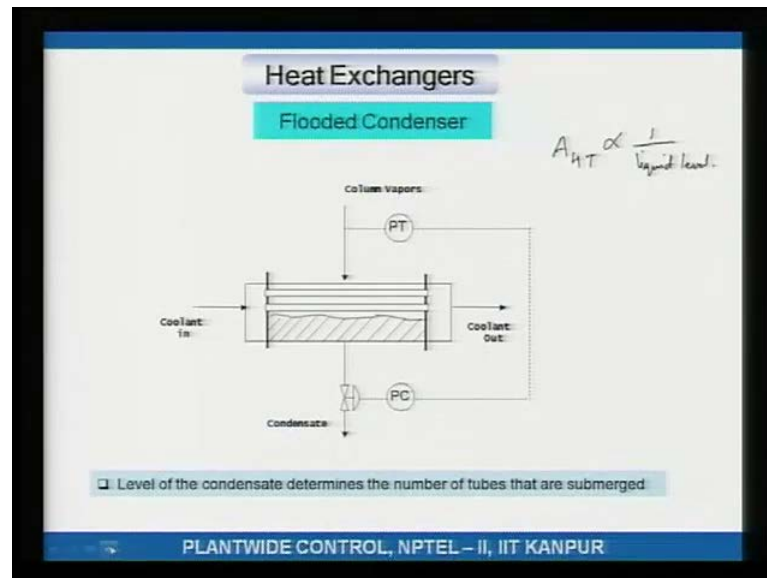 Heat Exchangers
Flooded Condenser
A_HT ∝ 1 / liquid level.
Column Vapors
PT
Coolant in
Coolant Out
PC
Condensate
❑ Level of the condensate determines the number of tubes that are submerged
PLANTWIDE CONTROL, NPTEL – II, IIT KANPUR